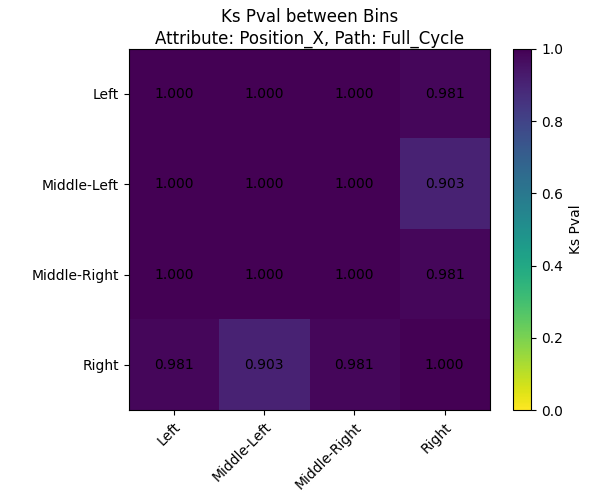 Ks Pval between Bins
Attribute: Position_X, Path: Full_Cycle
Left 1.000 1.000 1.000 0.981
Middle-Left 1.000 1.000 1.000 0.903
Middle-Right 1.000 1.000 1.000 0.981
Right 0.981 0.903 0.981 1.000
Left Middle-Left Middle-Right Right
1.0
0.8
0.6
0.4
0.2
0.0
Ks Pval